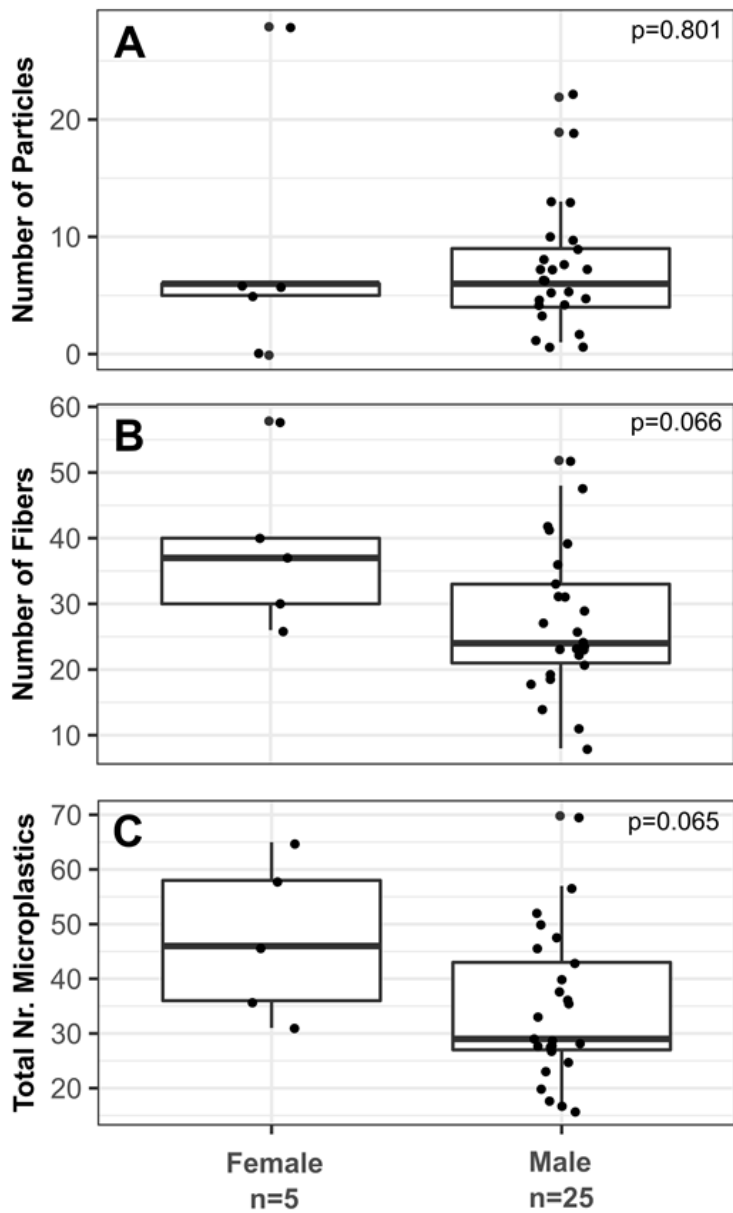 A
p=0.801
Number of Particles
20
10
0
B
p=0.066
Number of Fibers
60
50
40
30
20
10
C
p=0.065
Total Nr. Microplastics
70
60
50
40
30
20
Female
n=5
Male
n=25